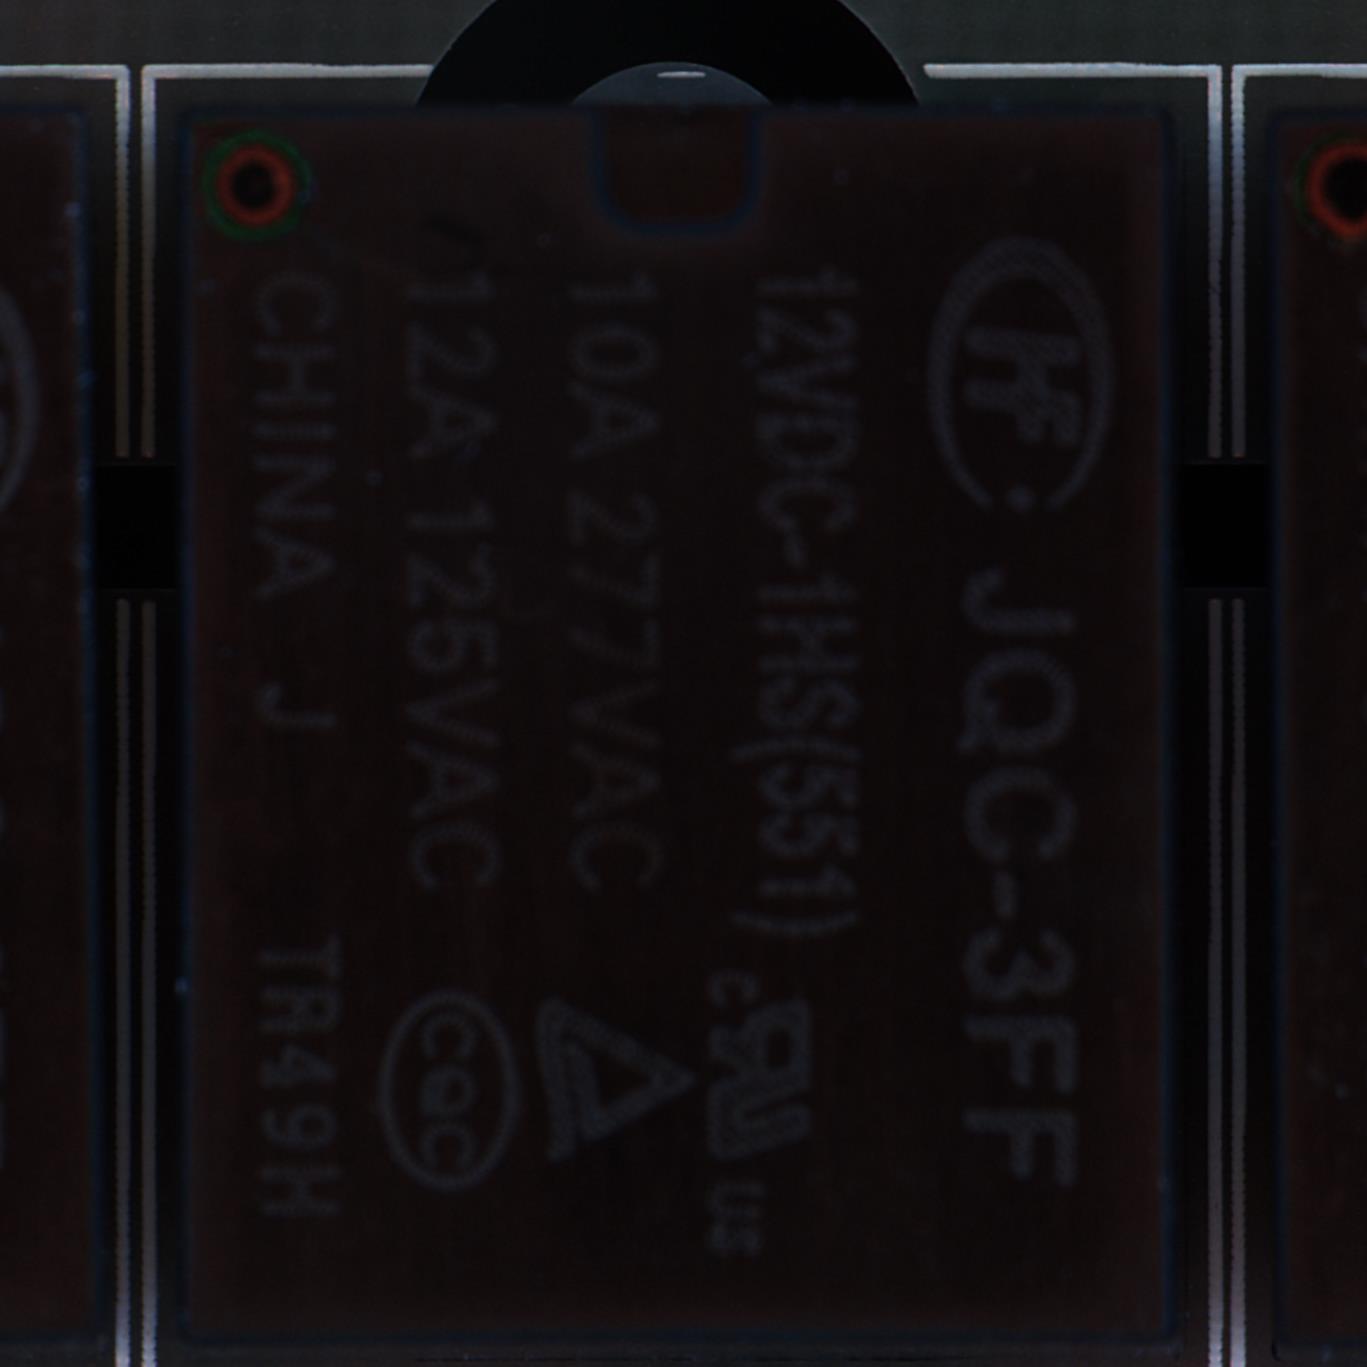 HF
JQC-3FF
12VDC-1HS(551)
c US
10A 277VAC
12A 125VAC
CQC
CHINA J TR49H